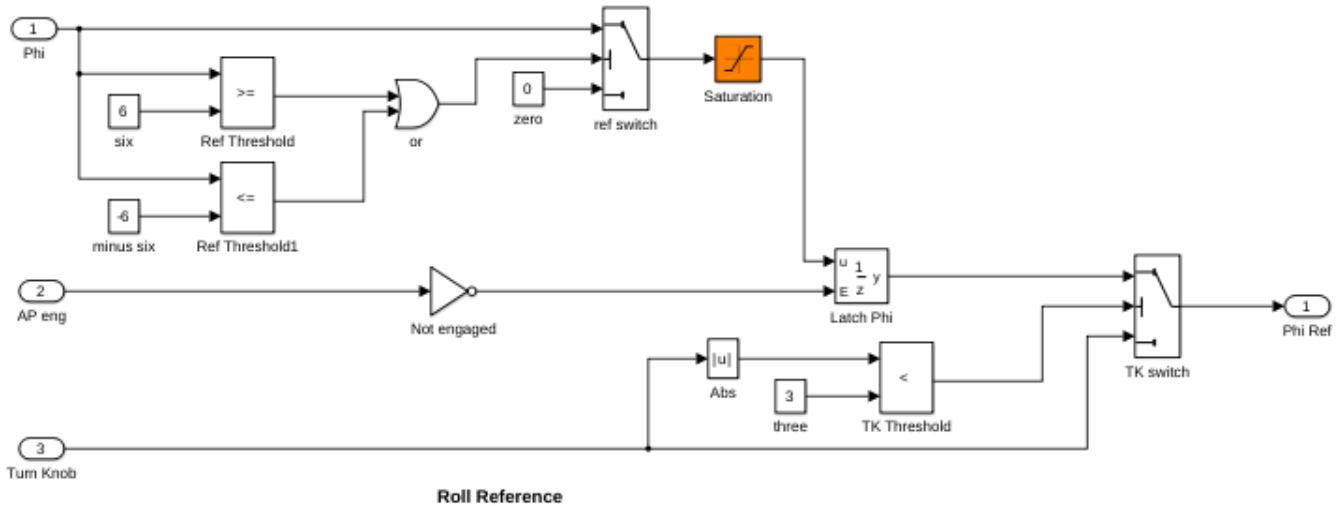 1
Phi
>=
6
six
Ref Threshold
<=
-6
minus six
Ref Threshold1
or
0
zero
ref switch
Saturation
2
AP eng
Not engaged
u
1
z
y
E
Latch Phi
|u|
Abs
3
three
<
TK Threshold
TK switch
1
Phi Ref
3
Turn Knob
Roll Reference